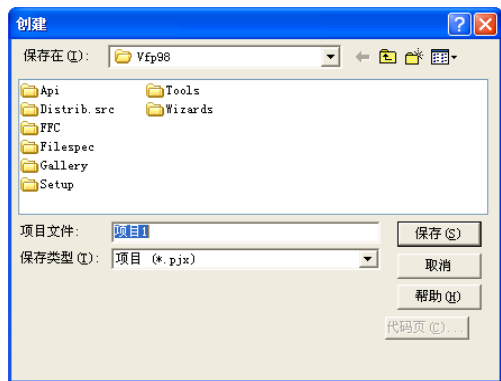 创建
保存在(I):
Vfp98
Api
Distrib.src
FFC
Filespec
Gallery
Setup
Tools
Wizards
项目文件:
项目1
保存(S)
保存类型(T):
项目 (*.pjx)
取消
帮助(H)
代码页(C)...